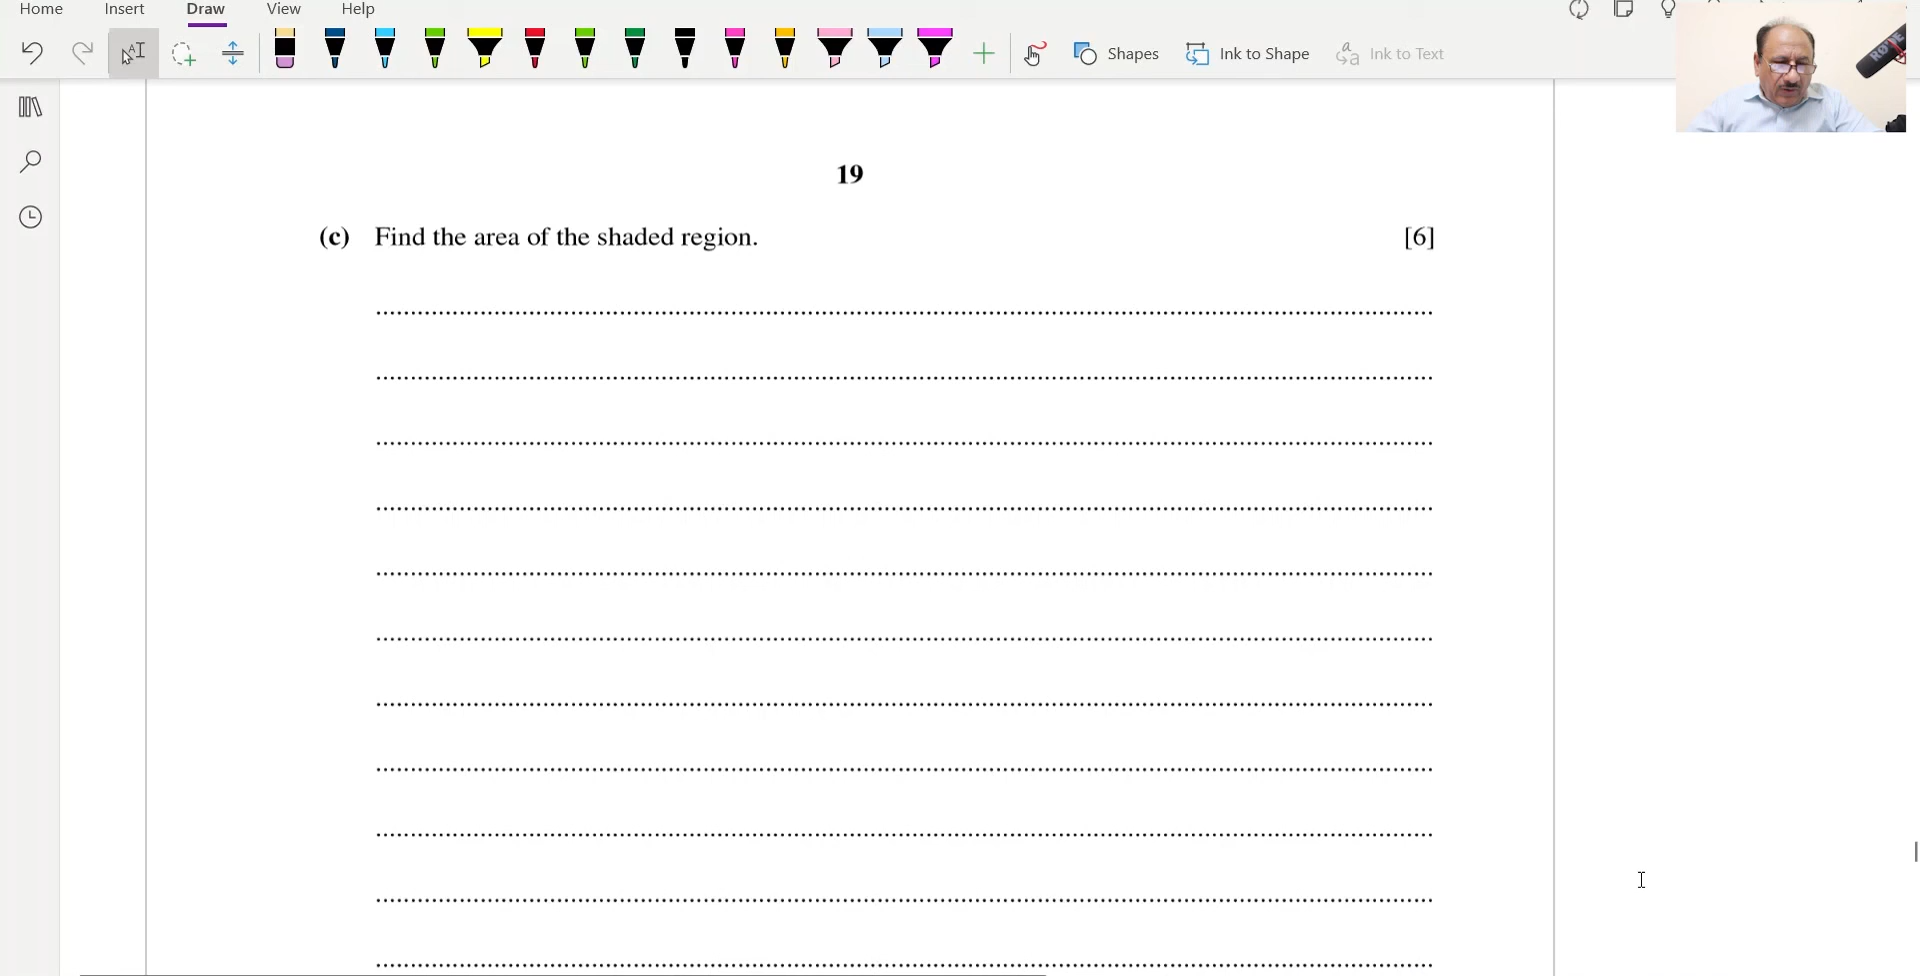 Home Insert Draw View Help
Shapes Ink to Shape Ink to Text
RØDE
19
(c) Find the area of the shaded region. [6]